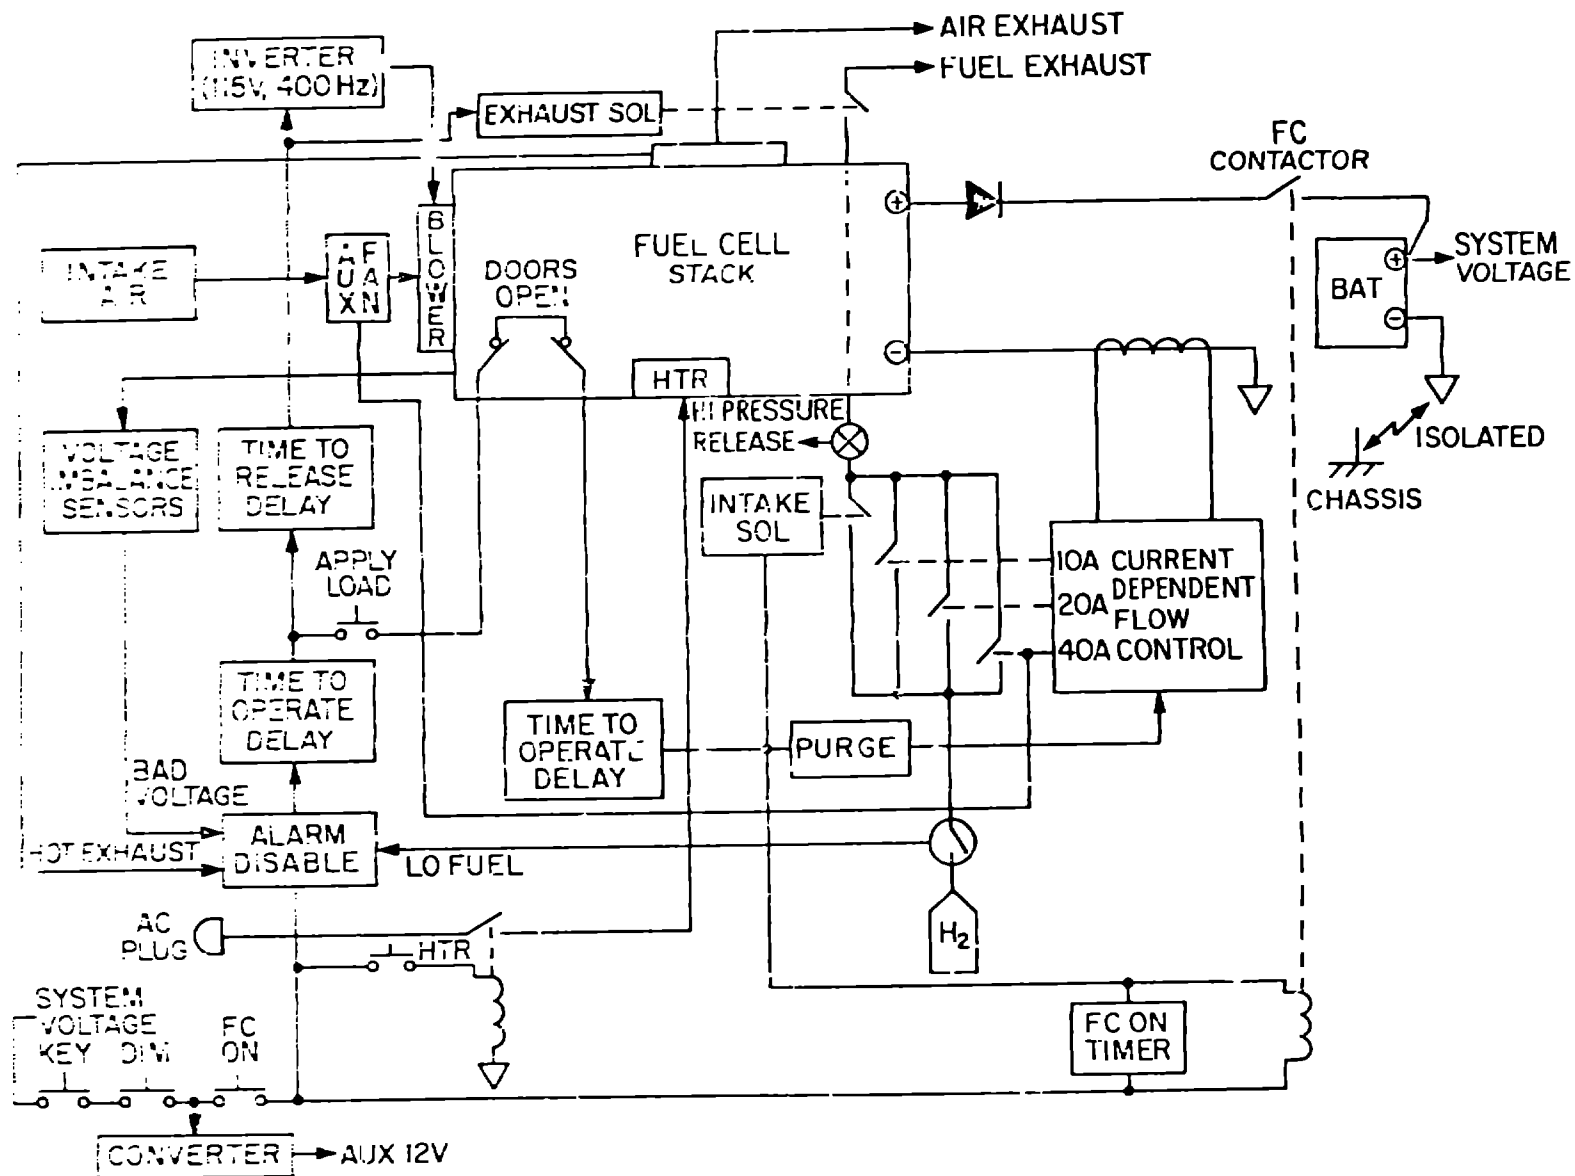 AIR EXHAUST
FUEL EXHAUST
INVERTER
(115V, 400 Hz)
EXHAUST SOL
FC
CONTACTOR
BLOWER
FUEL CELL
STACK
+
INTAKE
AIR
AUX
FAN
DOORS
OPEN
SYSTEM
VOLTAGE
+
BAT
-
-
HTR
HI PRESSURE
RELEASE
ISOLATED
CHASSIS
VOLTAGE
IMBALANCE
SENSORS
TIME TO
RELEASE
DELAY
INTAKE
SOL
APPLY
LOAD
10A CURRENT
DEPENDENT
20A FLOW
40A CONTROL
TIME TO
OPERATE
DELAY
TIME TO
OPERATE
DELAY
PURGE
BAD
VOLTAGE
HOT EXHAUST
ALARM
DISABLE
LO FUEL
H2
AC
PLUG
HTR
SYSTEM
VOLTAGE
KEY DIM
FC
ON
FC ON
TIMER
CONVERTER
AUX 12V